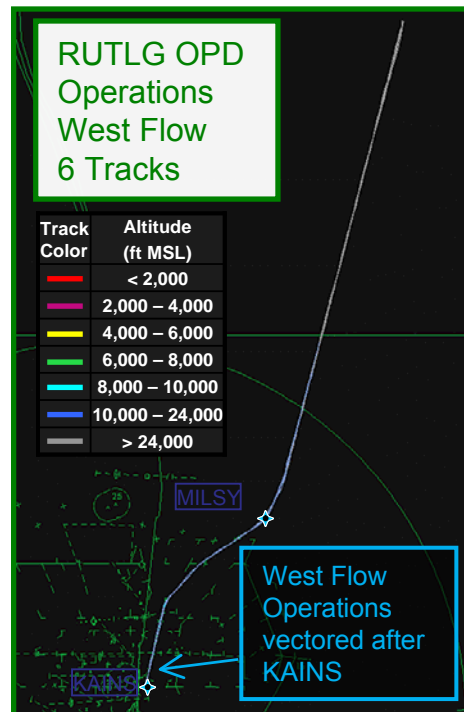 RUTLG OPD
Operations
West Flow
6 Tracks
Track Color Altitude (ft MSL)
< 2,000
2,000 – 4,000
4,000 – 6,000
6,000 – 8,000
8,000 – 10,000
10,000 – 24,000
> 24,000
25
MILSY
West Flow
Operations
vectored after
KAINS
KAINS